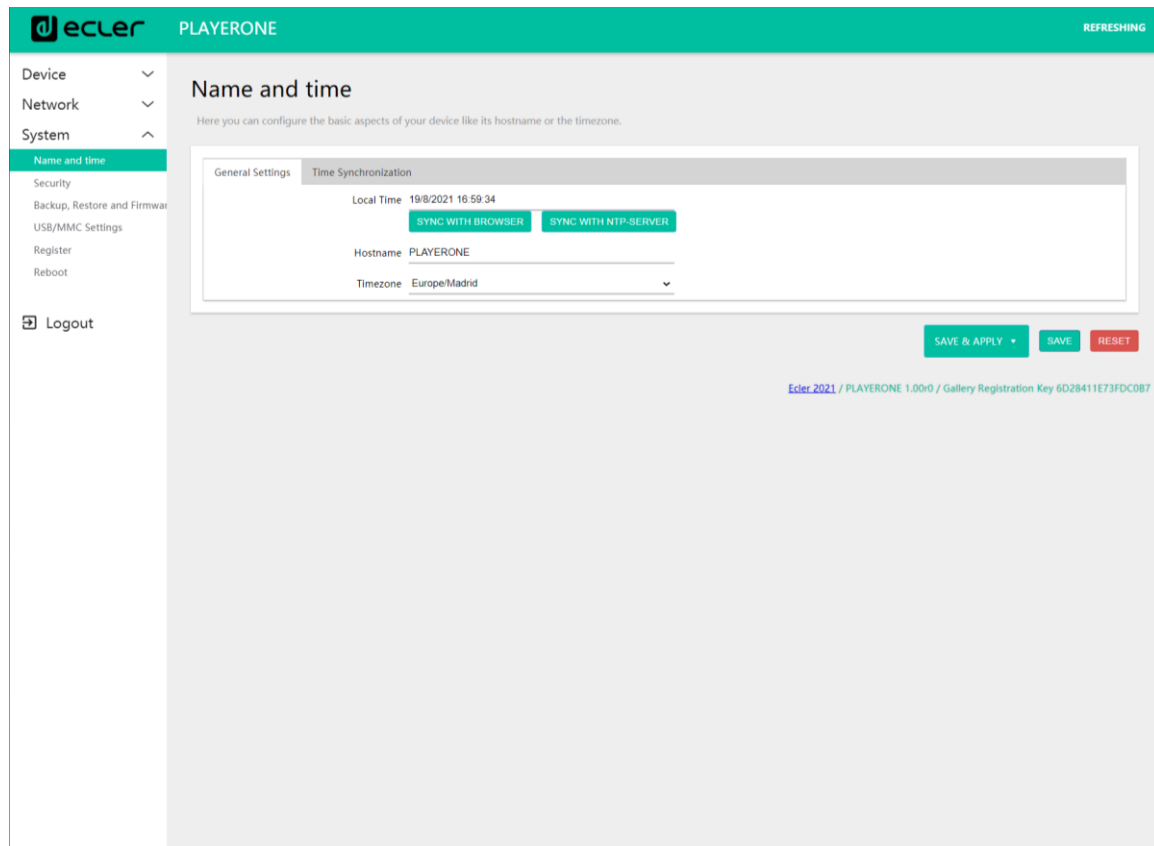 ecler
PLAYERONE
REFRESHING
Device
Network
System
Name and time
Security
Backup, Restore and Firmwar
USB/MMC Settings
Register
Reboot
Logout
Name and time
Here you can configure the basic aspects of your device like its hostname or the timezone.
General Settings Time Synchronization
Local Time 19/8/2021 16:59:34
SYNC WITH BROWSER SYNC WITH NTP-SERVER
Hostname PLAYERONE
Timezone Europe/Madrid
SAVE & APPLY SAVE RESET
Ecler 2021 / PLAYERONE 1.00r0 / Gallery Registration Key 6D28411E73FDC0B7